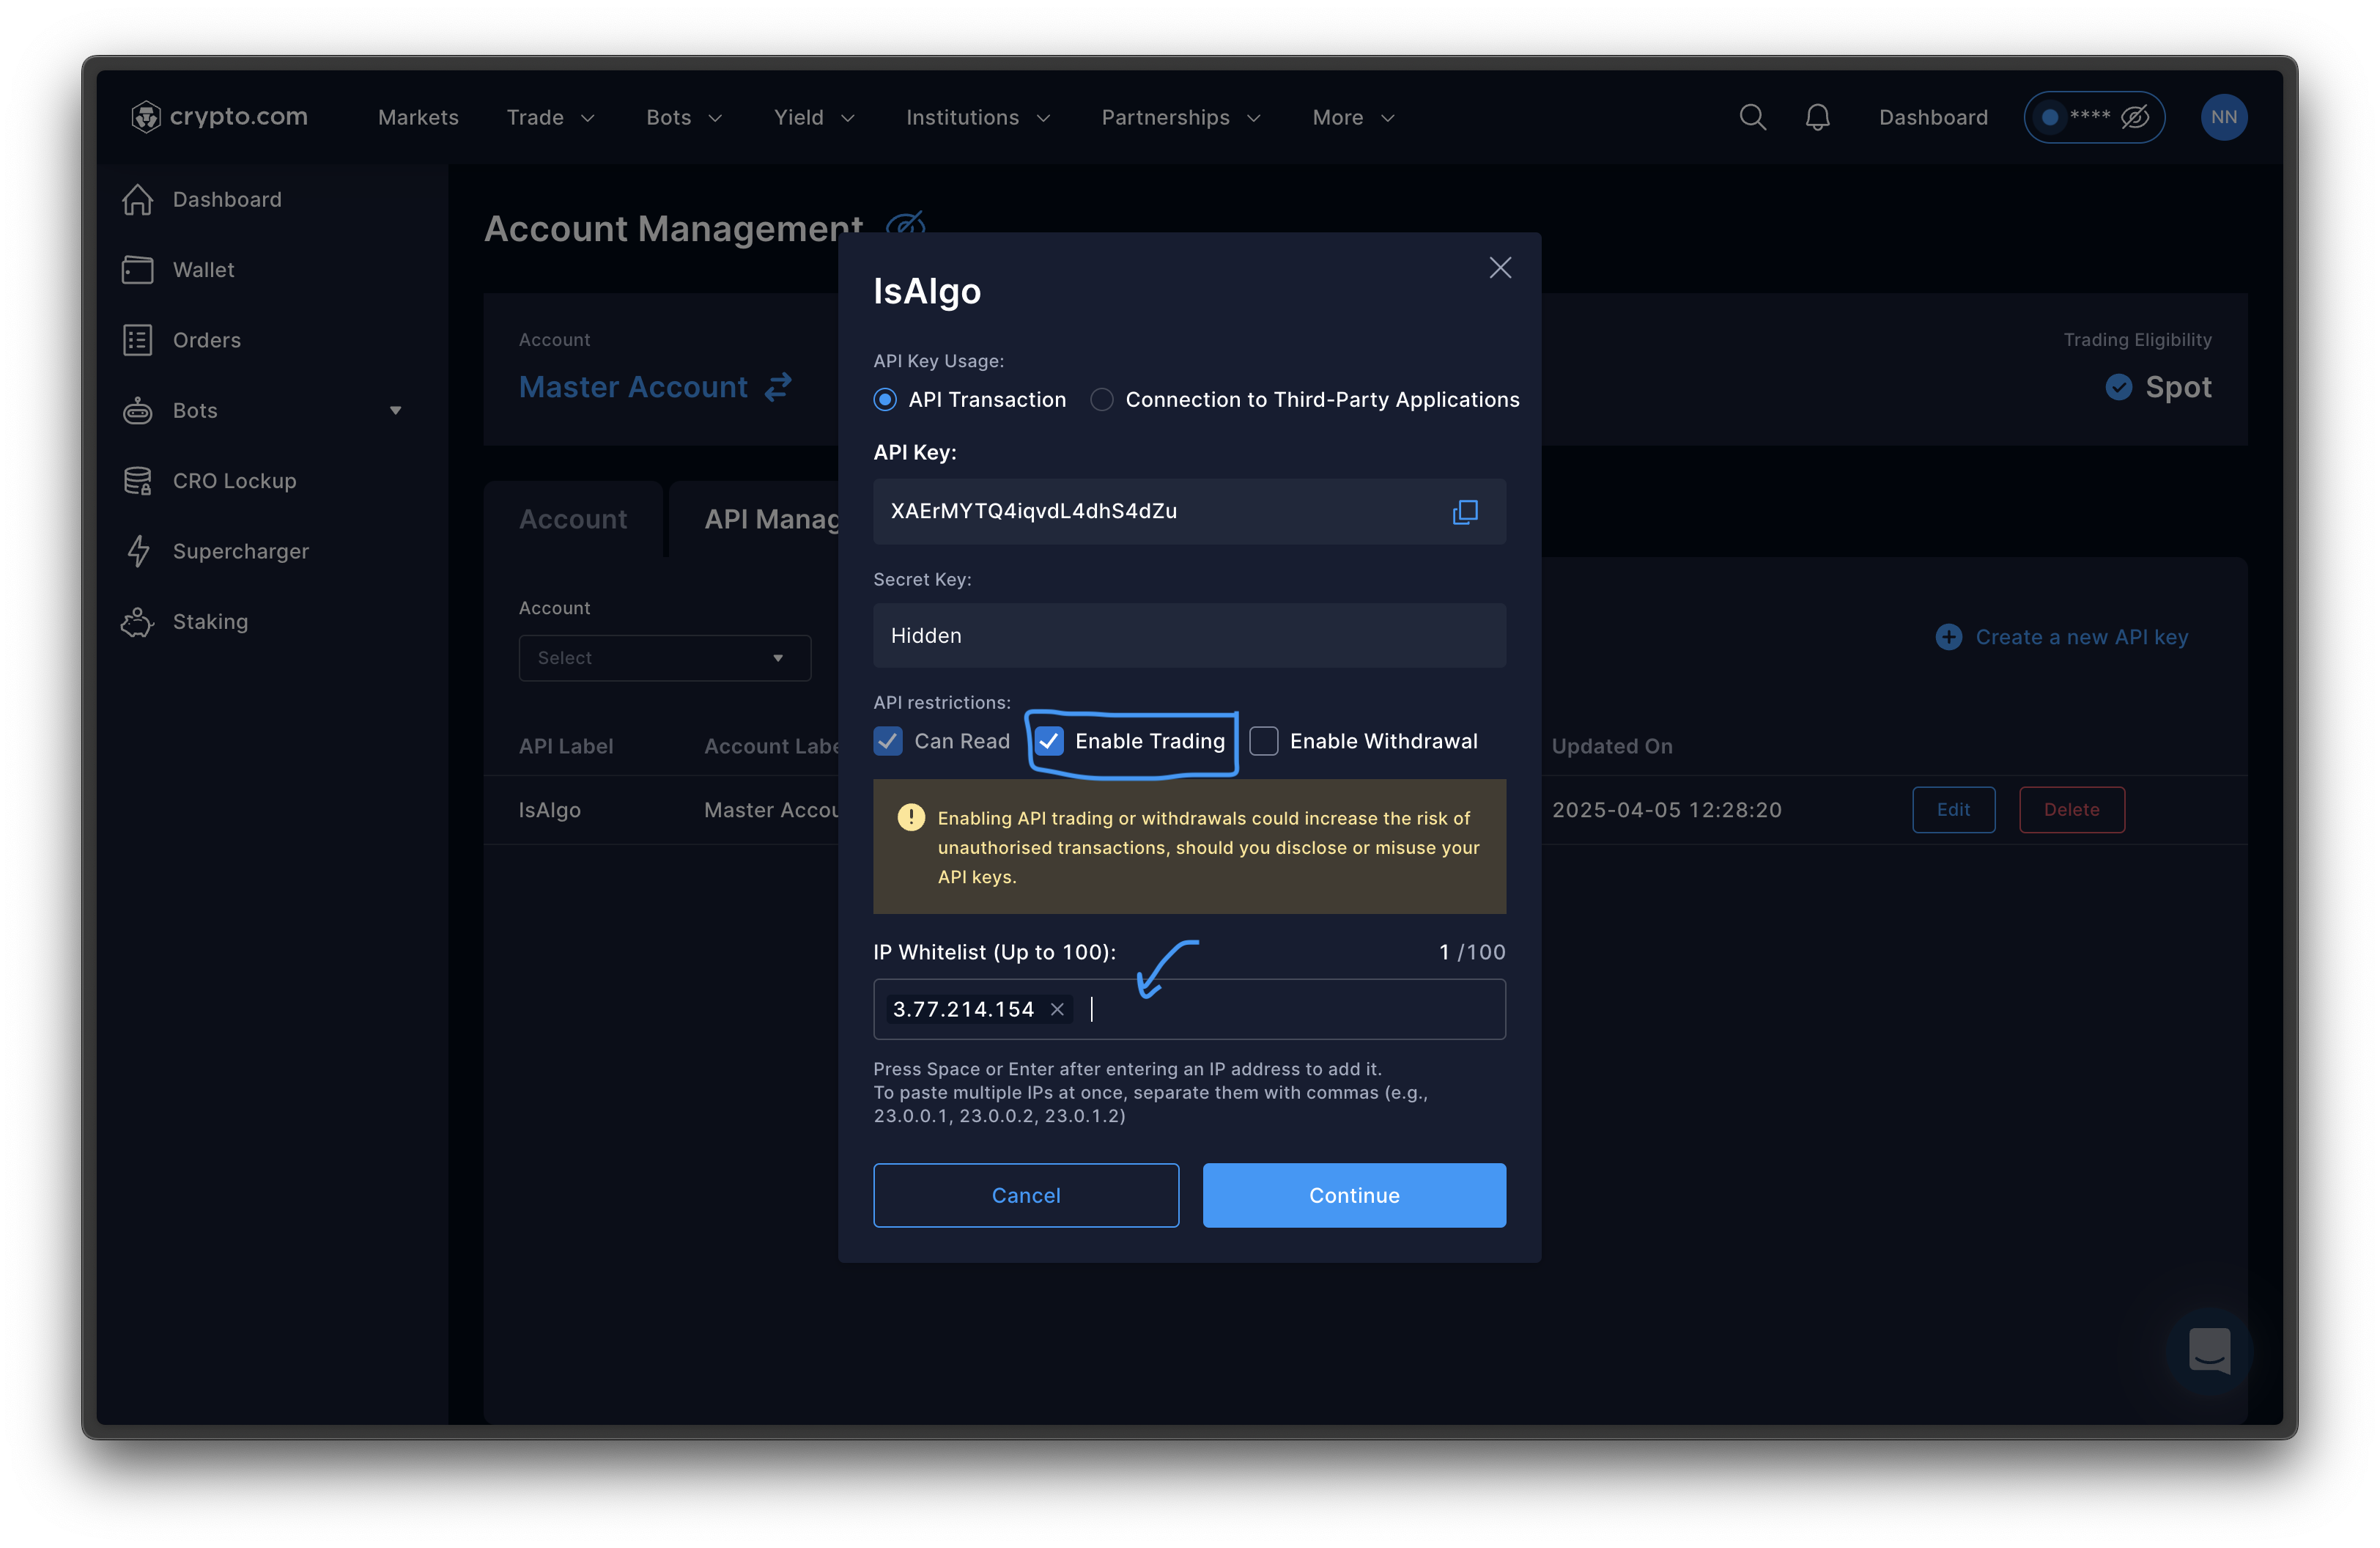 crypto.com
Markets
Trade
Bots
Yield
Institutions
Partnerships
More
Dashboard
****
NN
Dashboard
Wallet
Orders
Bots
CRO Lockup
Supercharger
Staking
Account Management
Account
Master Account
Trading Eligibility
Spot
Account
API Manag
Account
Select
Create a new API key
API Label
Account Labe
Updated On
IsAlgo
Master Accou
2025-04-05 12:28:20
Edit
Delete
IsAlgo
API Key Usage:
API Transaction
Connection to Third-Party Applications
API Key:
XAErMYTQ4iqvdL4dhS4dZu
Secret Key:
Hidden
API restrictions:
Can Read
Enable Trading
Enable Withdrawal
Enabling API trading or withdrawals could increase the risk of
unauthorised transactions, should you disclose or misuse your
API keys.
IP Whitelist (Up to 100):
1 /100
3.77.214.154
Press Space or Enter after entering an IP address to add it.
To paste multiple IPs at once, separate them with commas (e.g.,
23.0.0.1, 23.0.0.2, 23.0.1.2)
Cancel
Continue